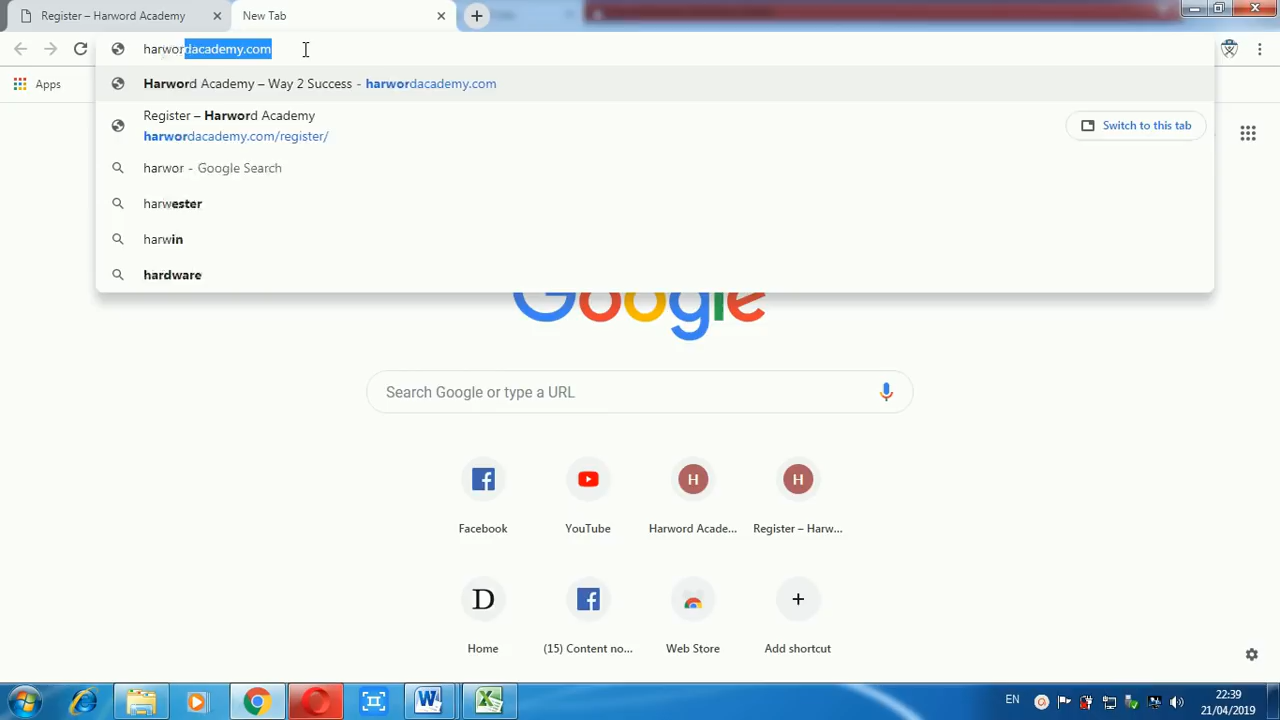 Register – Harword Academy
New Tab
harwordacademy.com
Apps
Harword Academy – Way 2 Success - harwordacademy.com
Register – Harword Academy
harwordacademy.com/register/
Switch to this tab
harwor - Google Search
harwester
harwin
hardware
Google
Search Google or type a URL
H
H
Facebook
YouTube
Harword Acade...
Register – Harw...
D
Home
(15) Content no...
Web Store
Add shortcut
EN
22:39
21/04/2019